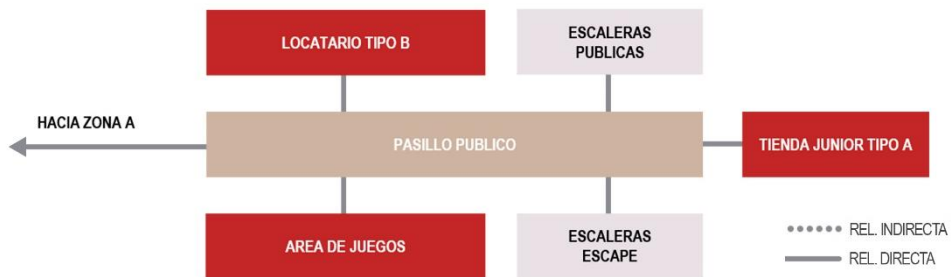 LOCATARIO TIPO B
ESCALERAS
PUBLICAS
HACIA ZONA A
PASILLO PUBLICO
TIENDA JUNIOR TIPO A
AREA DE JUEGOS
ESCALERAS
ESCAPE
REL. INDIRECTA
REL. DIRECTA